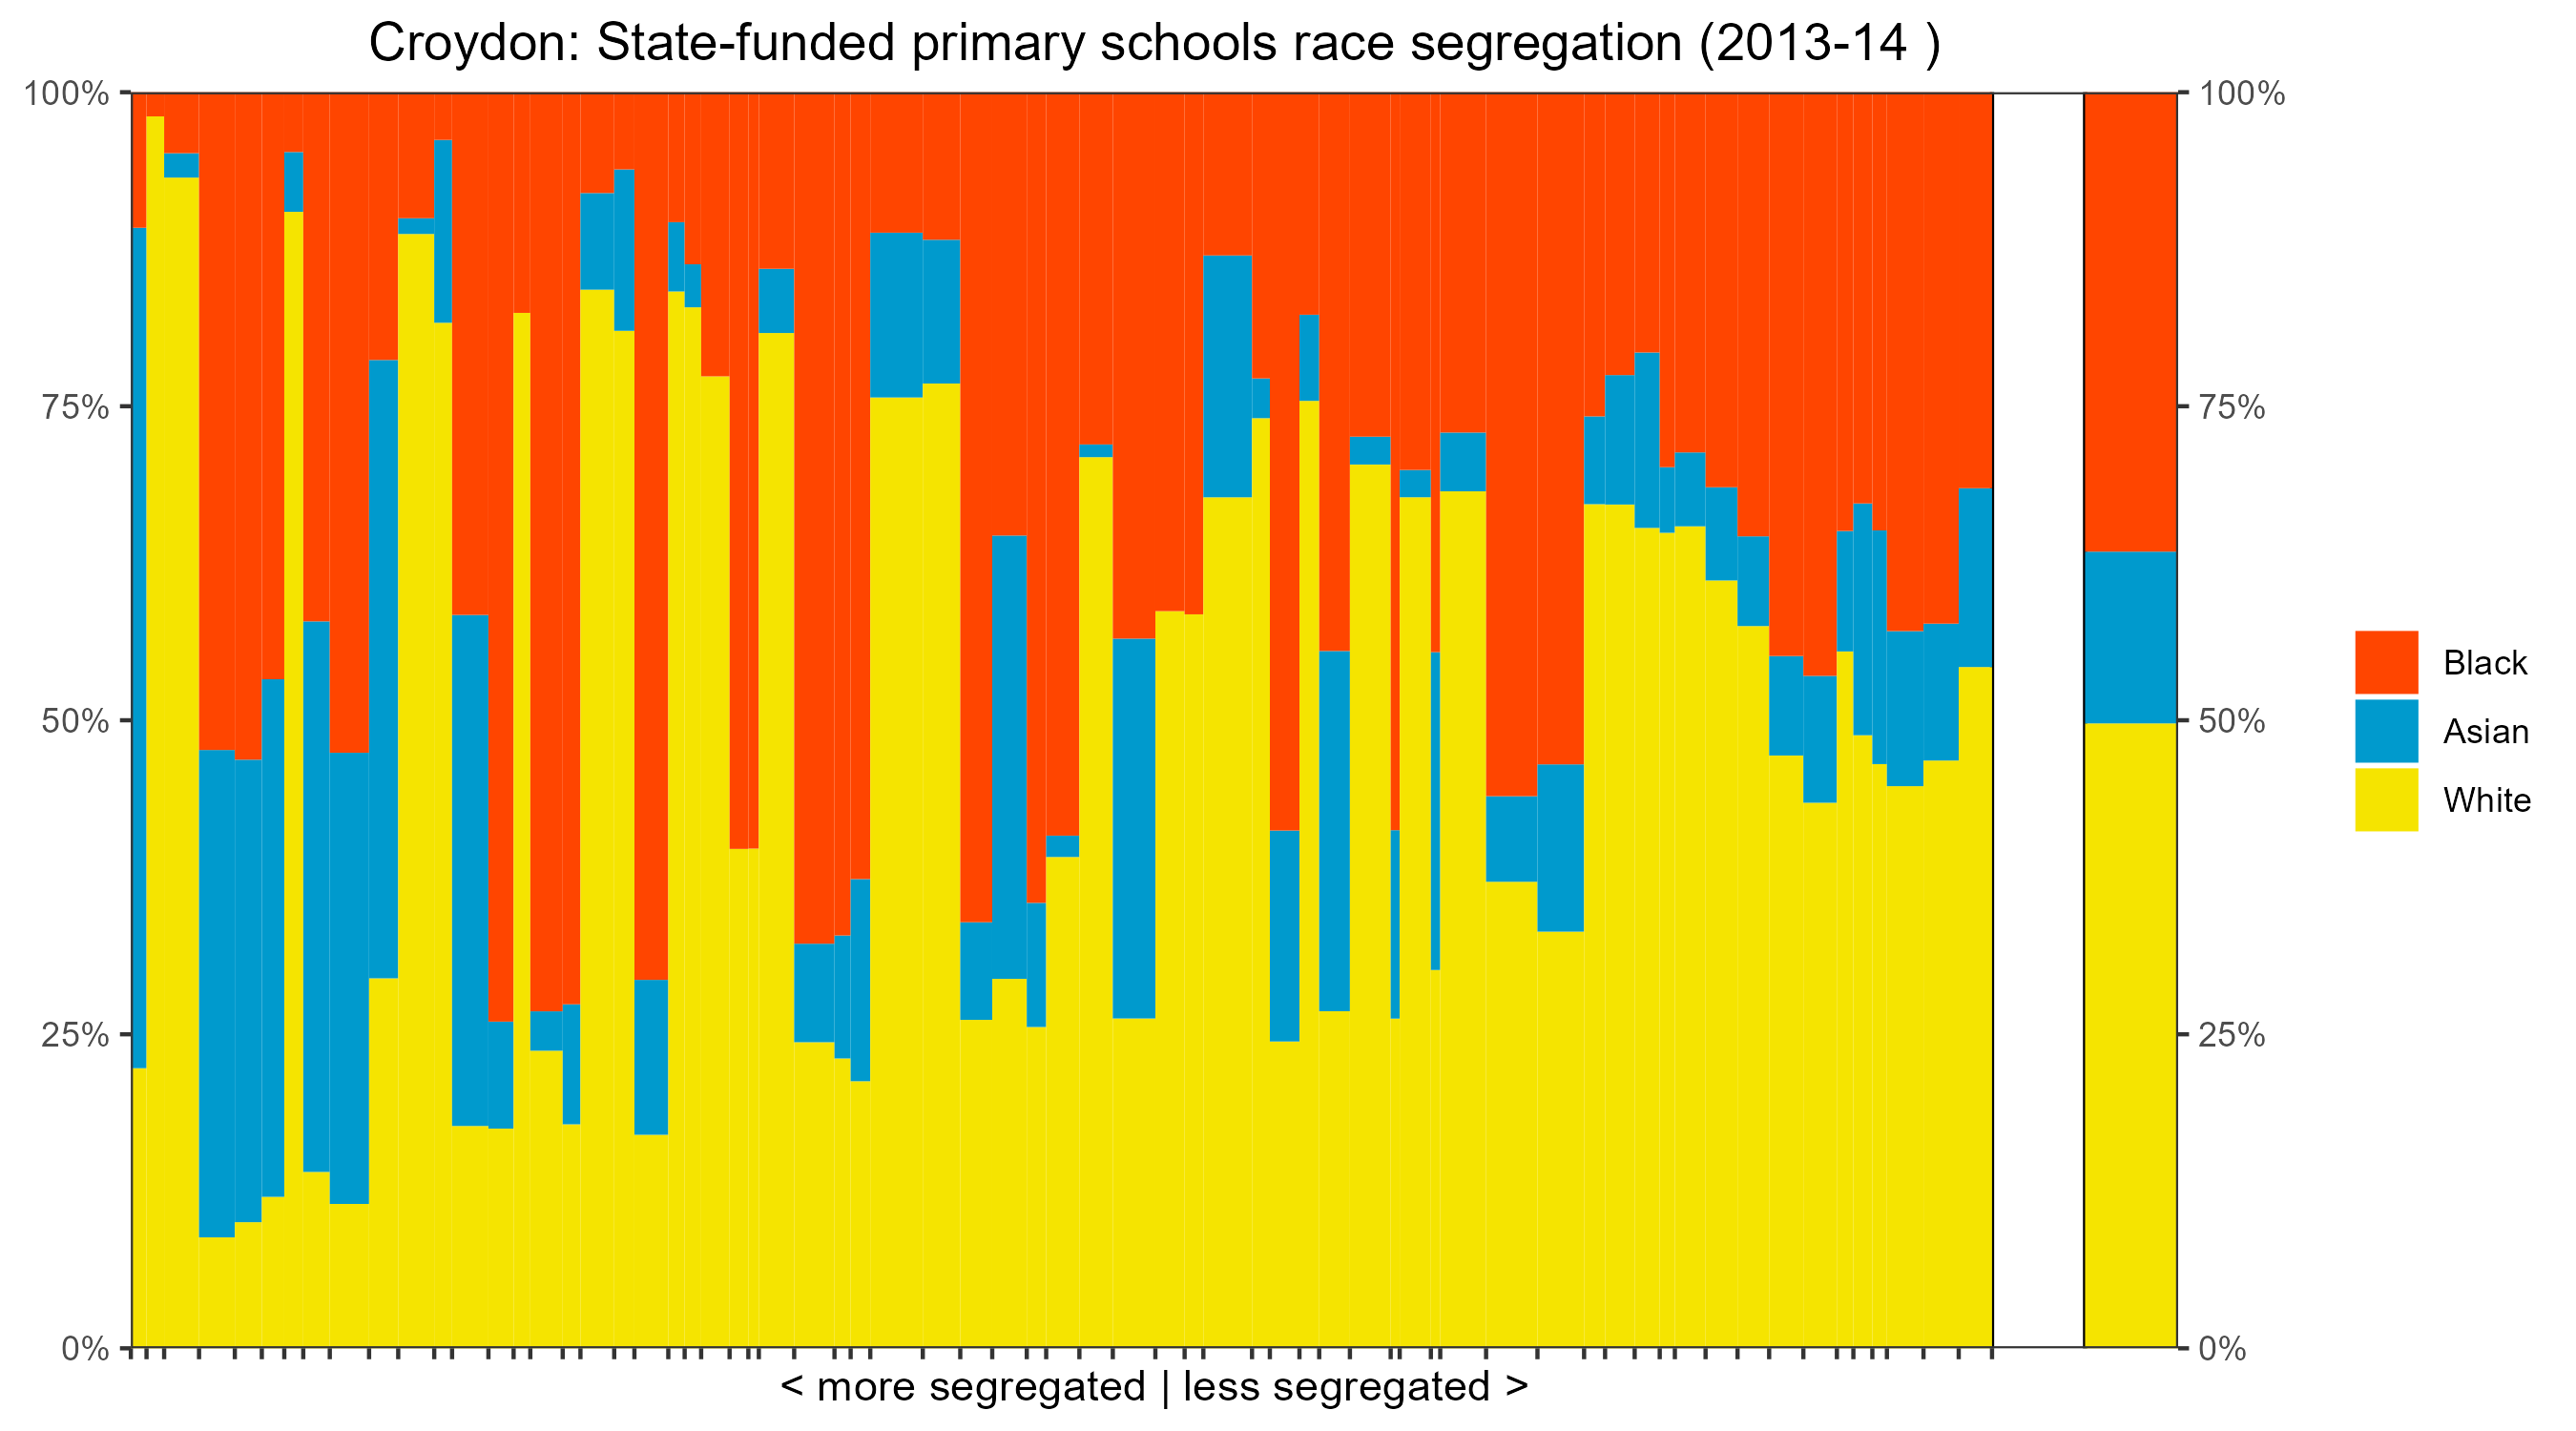 Croydon: State-funded primary schools race segregation (2013-14 )
100%
75%
50%
25%
0%
100%
75%
50%
25%
0%
Black
Asian
White
< more segregated | less segregated >